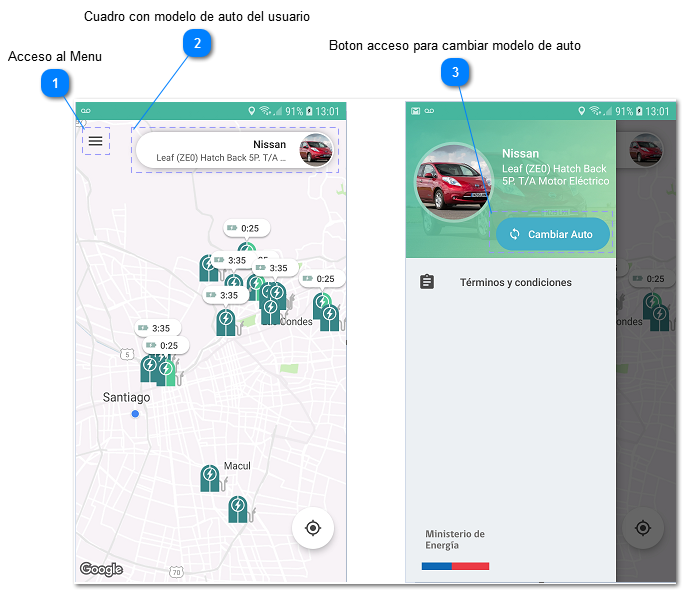 Cuadro con modelo de auto del usuario
2
Acceso al Menu
1
Boton acceso para cambiar modelo de auto
3
91% 13:01
Nissan
Leaf (ZE0) Hatch Back 5P. T/A ...
0:25
3:35
3:35
3:35
0:25
3:35
0:25
5
Condes
Santiago
Macul
70
Google
91% 13:01
Nissan
Leaf (ZE0) Hatch Back
5P. T/A Motor Eléctrico
Cambiar Auto
Términos y condiciones
0:25
ondes
Ministerio de
Energía